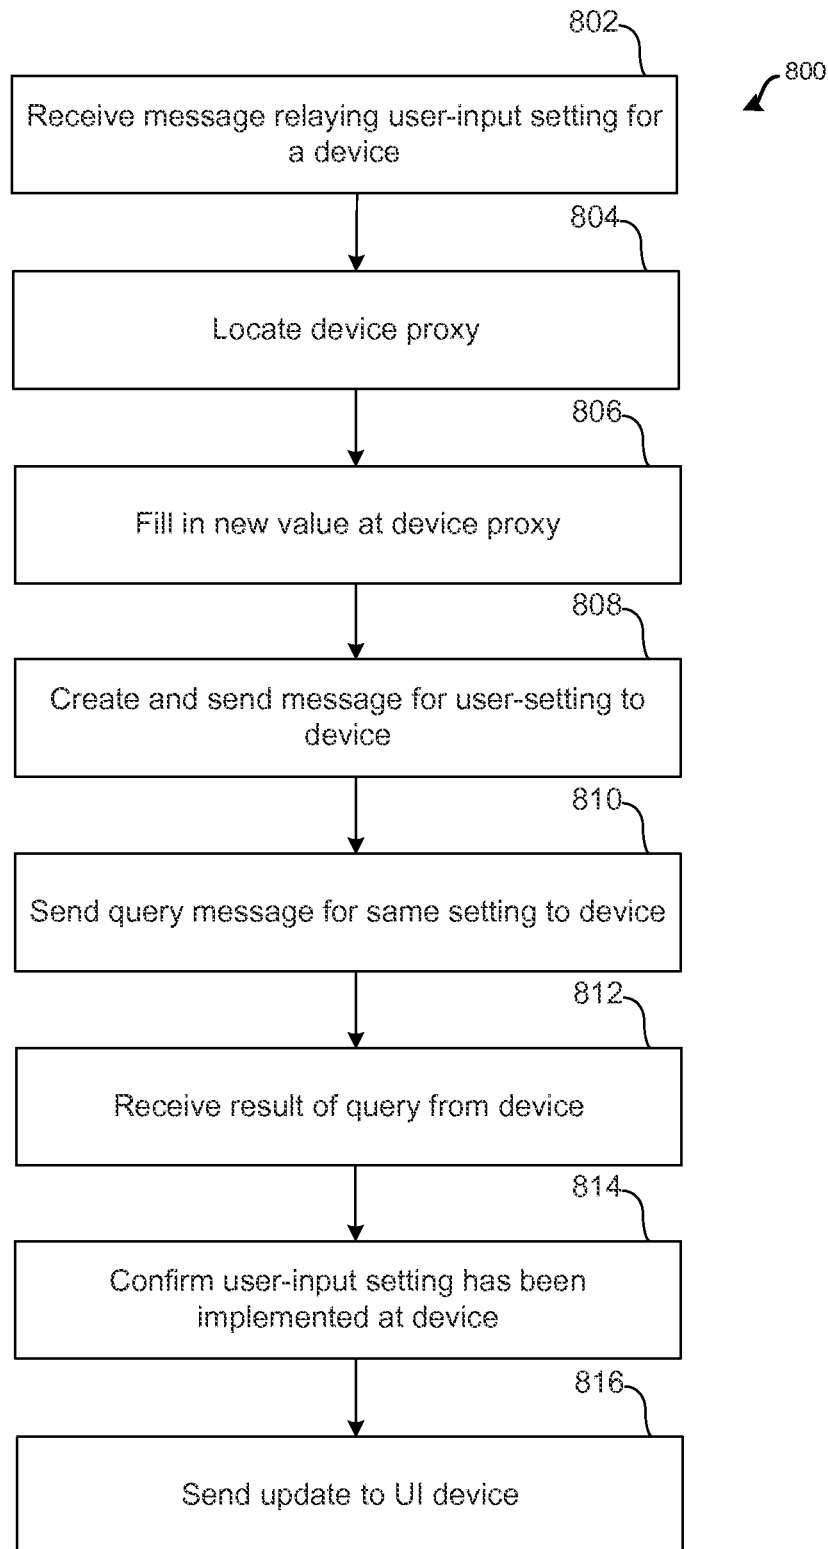 802
800
Receive message relaying user-input setting for
a device
804
Locate device proxy
806
Fill in new value at device proxy
808
Create and send message for user-setting to
device
810
Send query message for same setting to device
812
Receive result of query from device
814
Confirm user-input setting has been
implemented at device
816
Send update to UI device